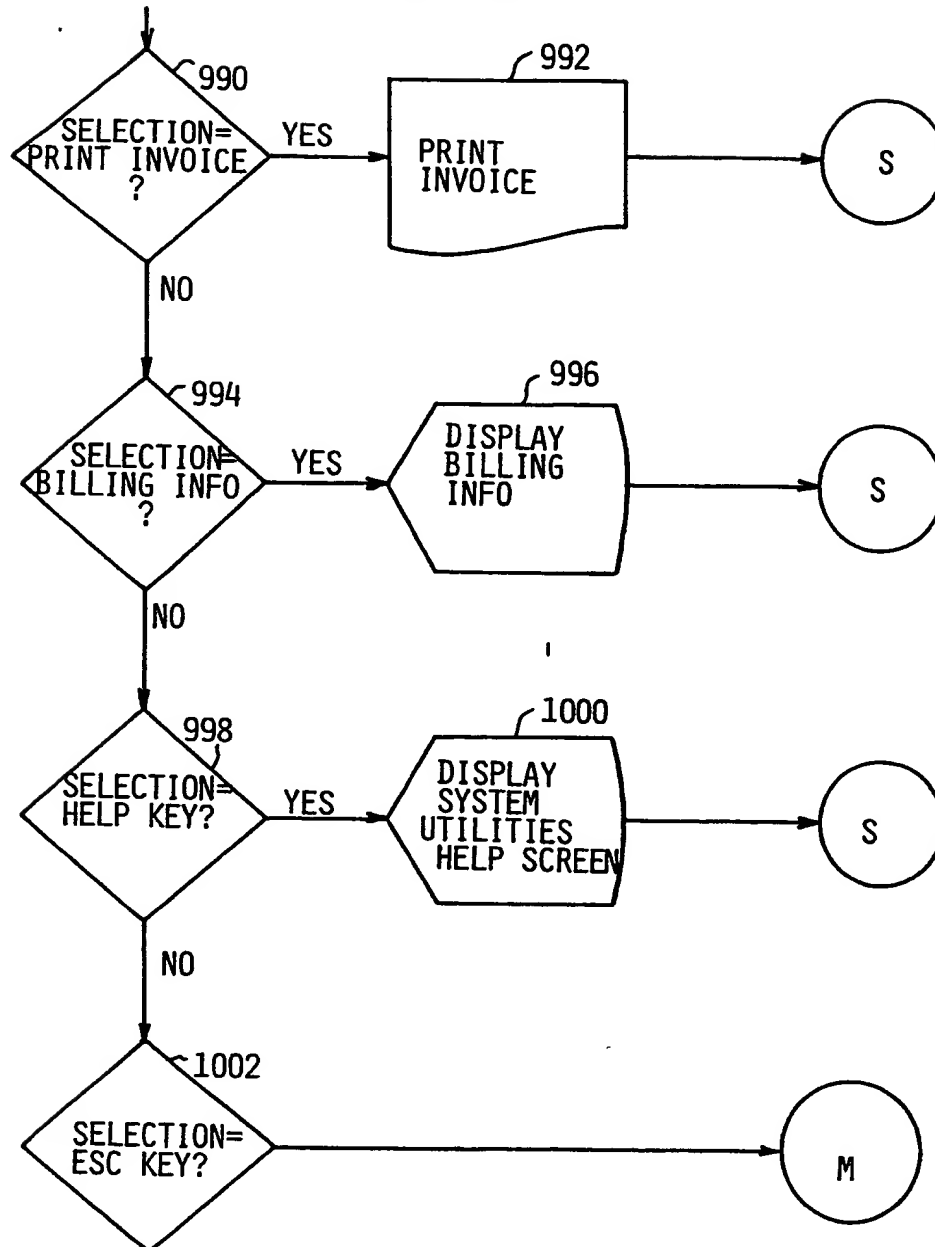 990
SELECTION=
PRINT INVOICE
?
YES
992
PRINT
INVOICE
S
NO
994
SELECTION=
BILLING INFO
?
YES
996
DISPLAY
BILLING
INFO
S
NO
998
SELECTION=
HELP KEY?
YES
1000
DISPLAY
SYSTEM
UTILITIES
HELP SCREEN
S
NO
1002
SELECTION=
ESC KEY?
M